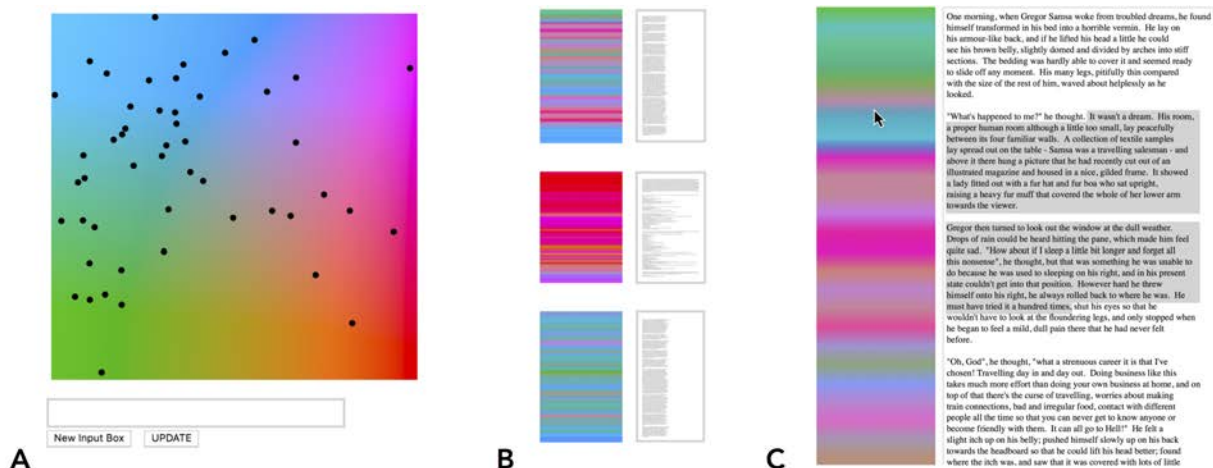 New Input Box
UPDATE
A
B
C
One morning, when Gregor Samsa woke from troubled dreams, he found
himself transformed in his bed into a horrible vermin. He lay on
his armour-like back, and if he lifted his head a little he could
see his brown belly, slightly domed and divided by arches into stiff
sections. The bedding was hardly able to cover it and seemed ready
to slide off any moment. His many legs, pitifully thin compared
with the size of the rest of him, waved about helplessly as he
looked.
"What's happened to me?" he thought. It wasn't a dream. His room,
a proper human room although a little too small, lay peacefully
between its four familiar walls. A collection of textile samples
lay spread out on the table - Samsa was a travelling salesman - and
above it there hung a picture that he had recently cut out of an
illustrated magazine and housed in a nice, gilded frame. It showed
a lady fitted out with a fur hat and fur boa who sat upright,
raising a heavy fur muff that covered the whole of her lower arm
towards the viewer.
Gregor then turned to look out the window at the dull weather.
Drops of rain could be heard hitting the pane, which made him feel
quite sad. "How about if I sleep a little bit longer and forget all
this nonsense", he thought, but that was something he was unable to
do because he was used to sleeping on his right, and in his present
state couldn't get into that position. However hard he threw
himself onto his right, he always rolled back to where he was. He
must have tried it a hundred times, shut his eyes so that he
wouldn't have to look at the floundering legs, and only stopped when
he began to feel a mild, dull pain there that he had never felt
before.
"Oh, God", he thought, "what a strenuous career it is that I've
chosen! Travelling day in and day out. Doing business like this
takes much more effort than doing your own business at home, and on
top of that there's the curse of travelling, worries about making
train connections, bad and irregular food, contact with different
people all the time so that you can never get to know anyone or
become friendly with them. It can all go to Hell!" He felt a
slight itch up on his belly; pushed himself slowly up on his back
towards the headboard so that he could lift his head better; found
where the itch was, and saw that it was covered with lots of little